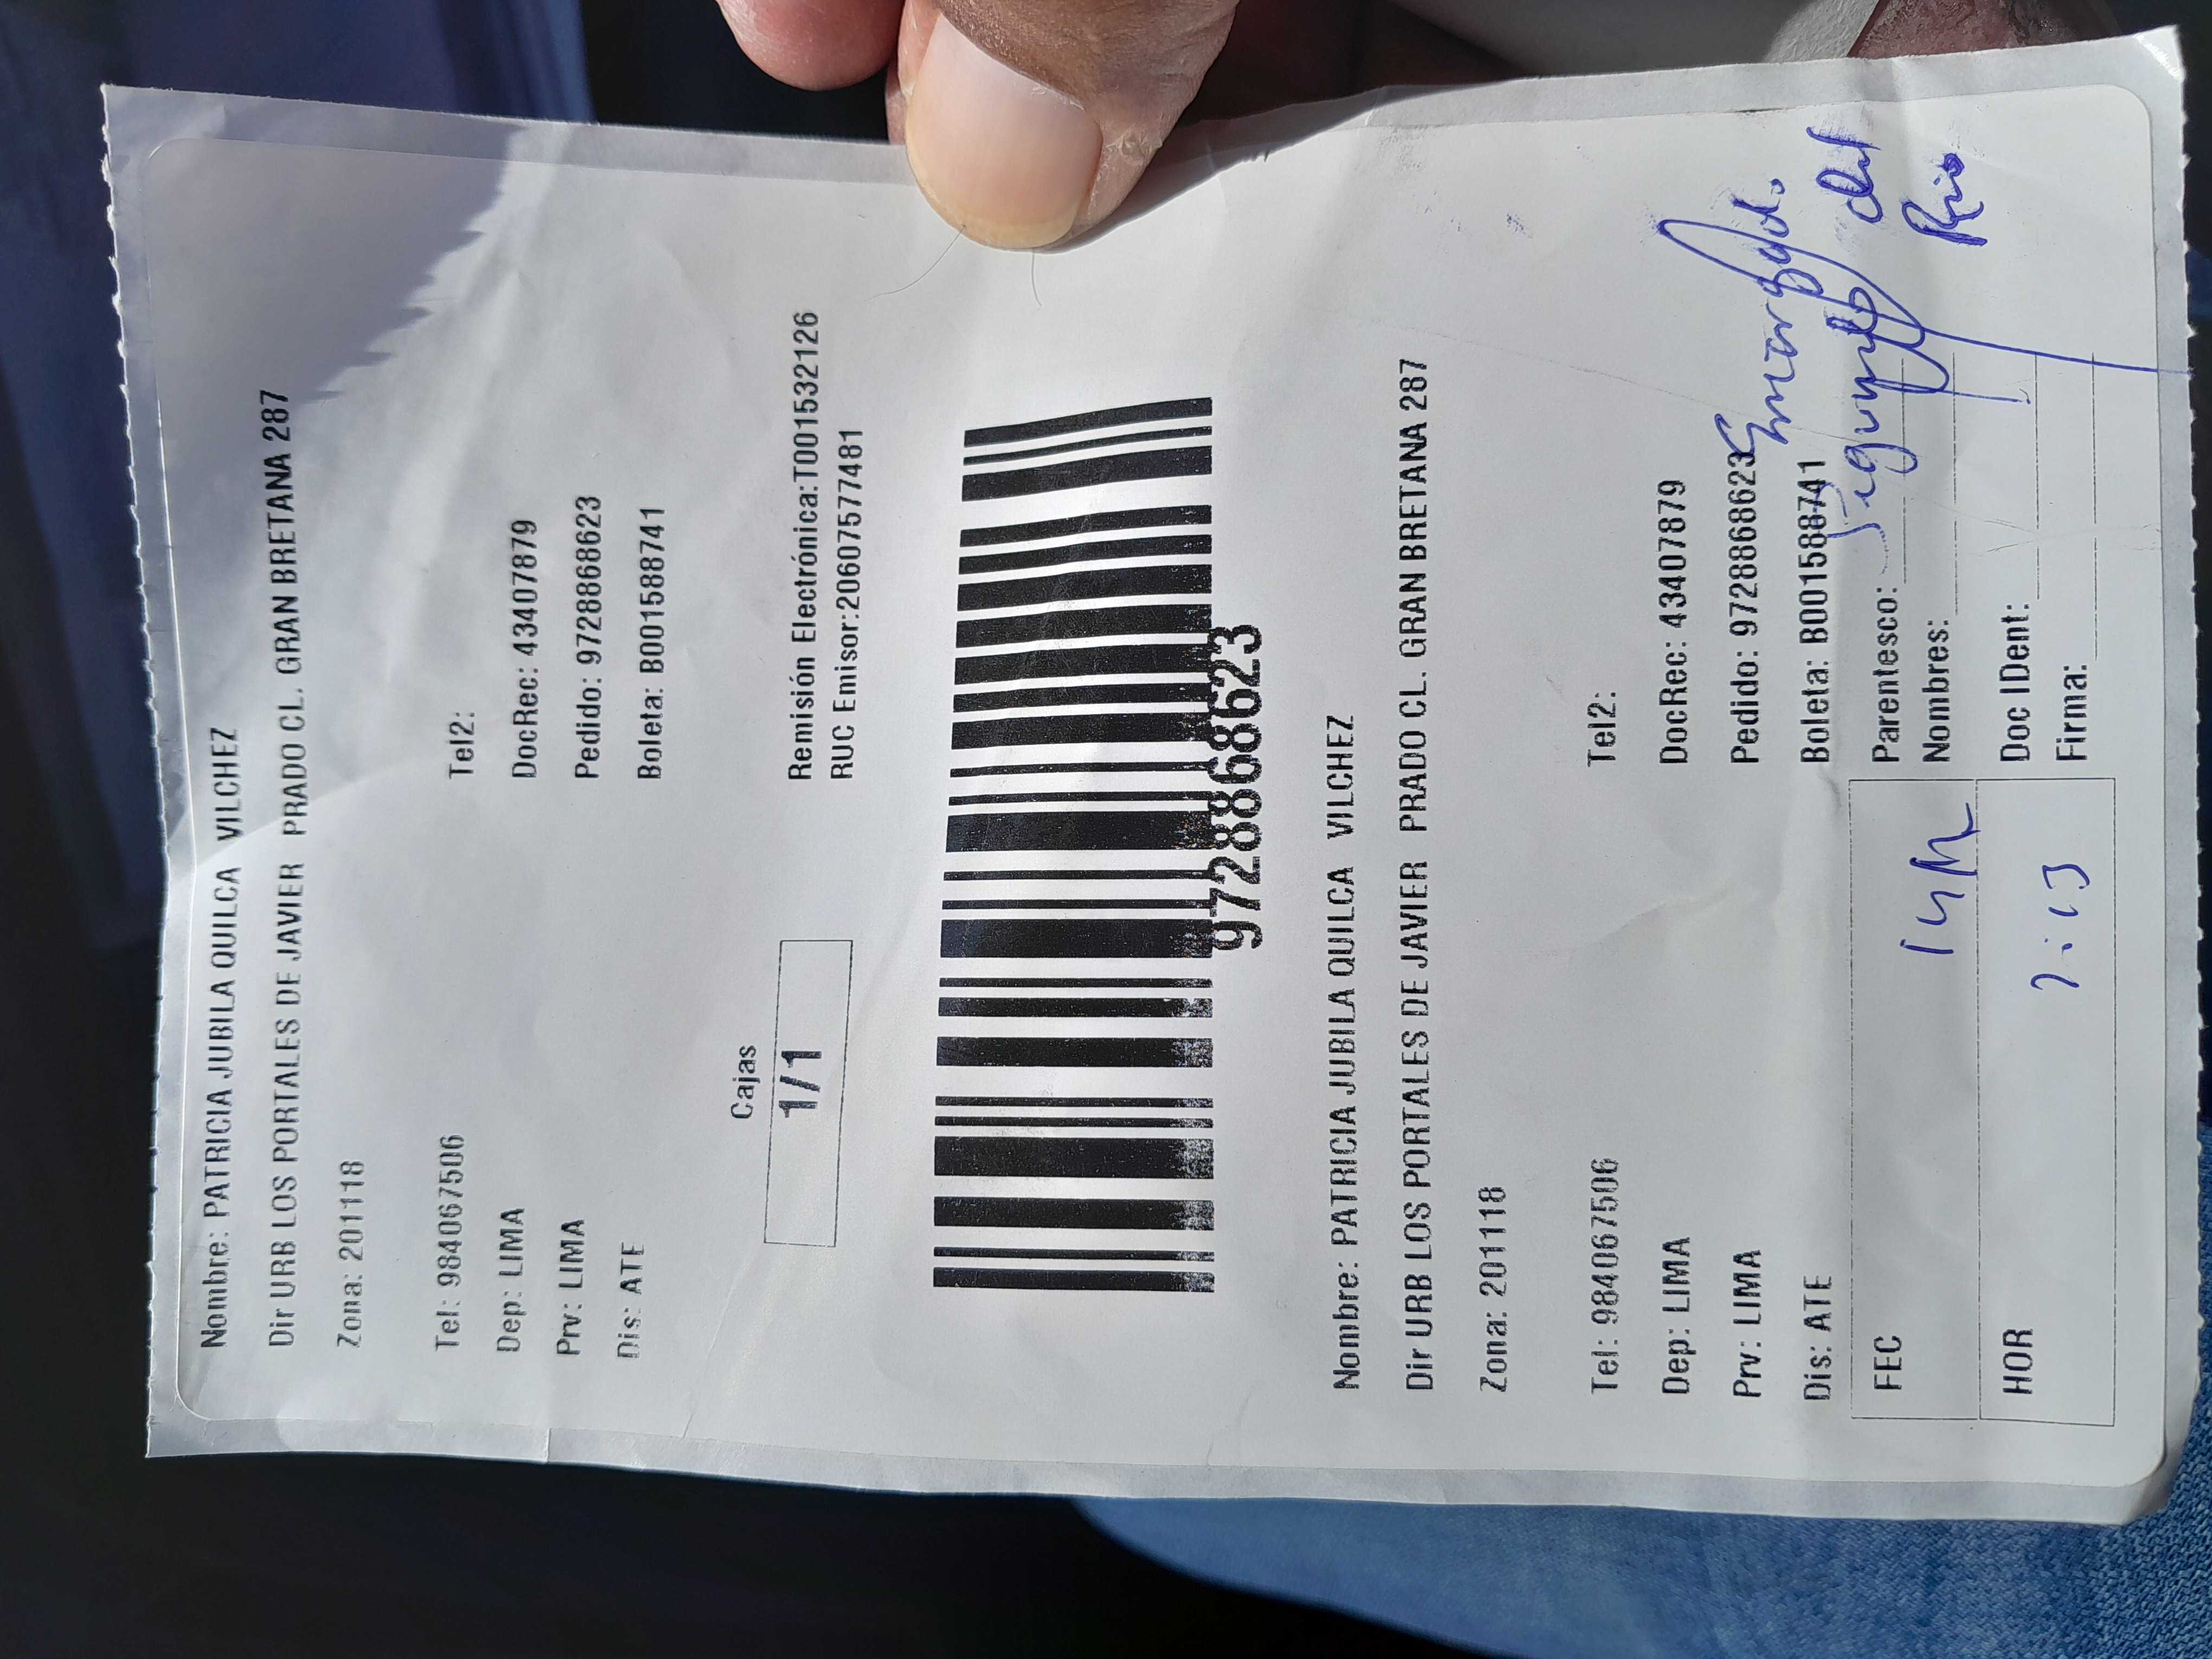 Nombre: PATRICIA JUBILA QUILCA VILCHEZ
Dir URB LOS PORTALES DE JAVIER PRADO CL. GRAN BRETANA 287
Zona: 201118
Tel: 984067506 Tel2:
Dep: LIMA DocRec: 43407879
Prv: LIMA Pedido: 97288686823
Dis: ATE Boleta: B001588741
Cajas
1/1
Remisión Electrónica:T001532126
RUC Emisor:20607577481
9728868623
Nombre: PATRICIA JUBILA QUILCA VILCHEZ
Dir URB LOS PORTALES DE JAVIER PRADO CL. GRAN BRETANA 287
Zona: 201118
Tel: 984067506 Tel2:
Dep: LIMA DocRec: 43407879
Prv: LIMA Pedido: 9728868623
Dis: ATE Boleta: B001588741
FEC
HOR
Parentesco:
Nombres:
Doc IDent:
Firma:
Segundo del
Rio